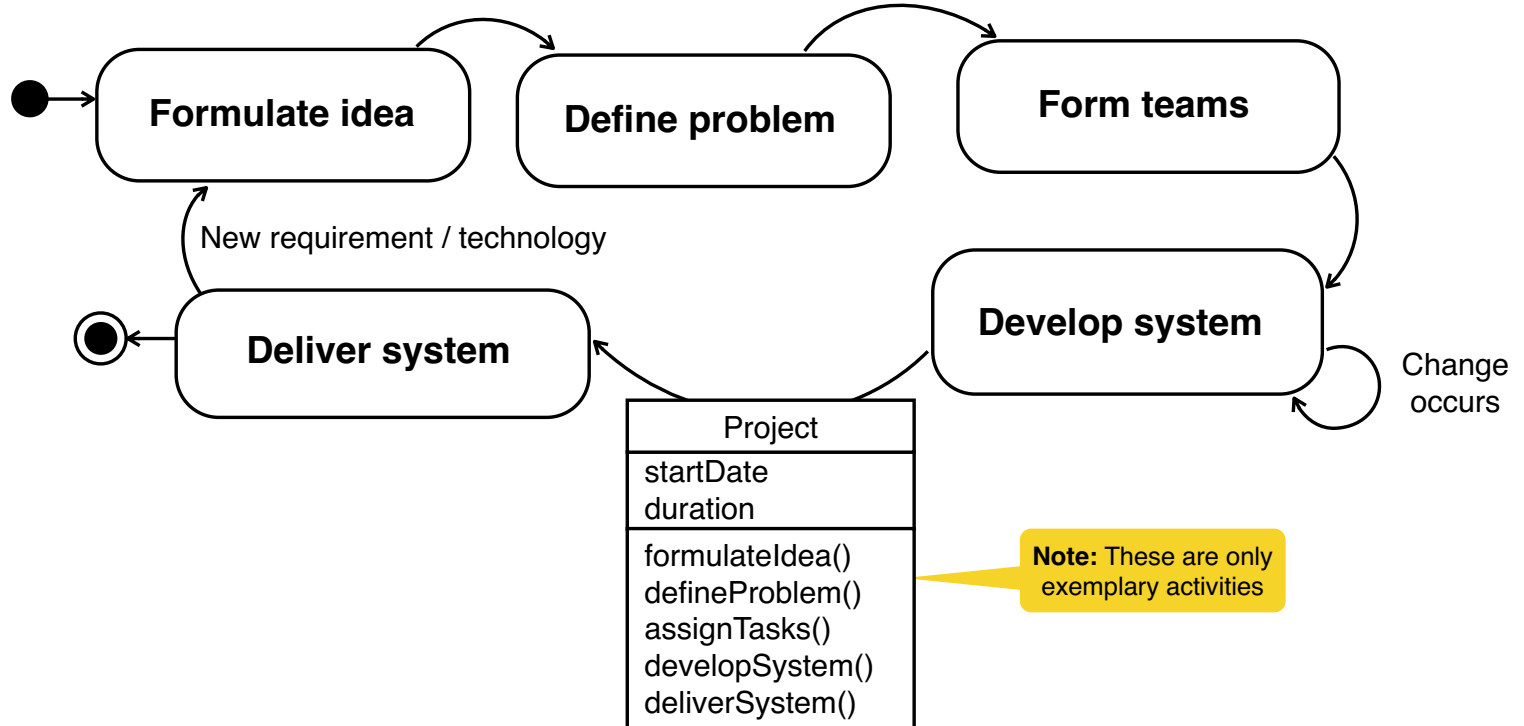 Formulate idea
Define problem
Form teams
New requirement / technology
Deliver system
Develop system
Change
occurs
Project
startDate
duration
formulateIdea()
defineProblem()
assignTasks()
developSystem()
deliverSystem()
Note: These are only
exemplary activities